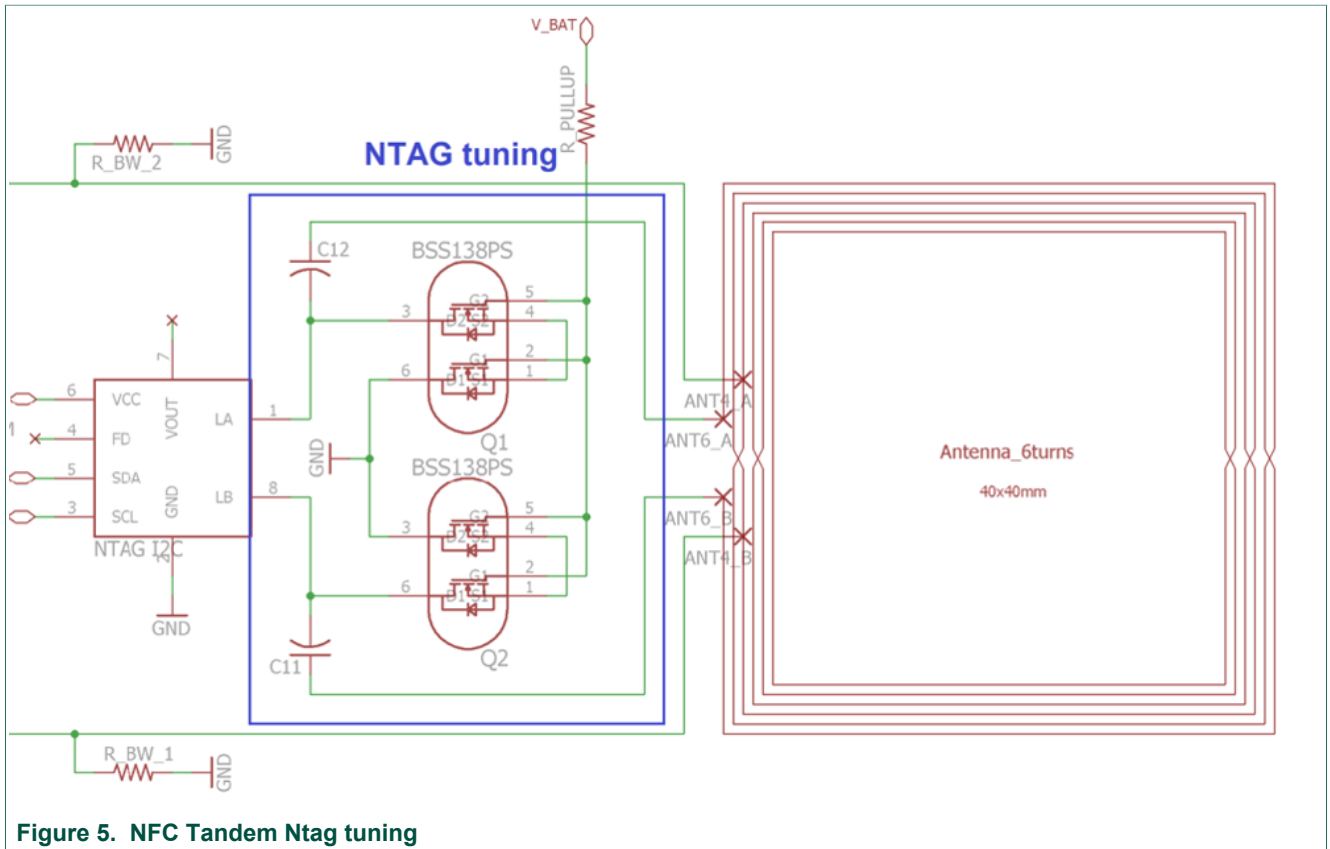 V_BAT
R_PULLUP
R_BW_2
GND
NTAG tuning
C12
BSS138PS
G2
D2 S2
3
5
4
G1
D1 S1
6
2
1
Q1
GND
7
6
VCC
VOUT
LA
1
4
FD
5
SDA
GND
LB
8
3
SCL
NTAG I2C
2
GND
BSS138PS
G2
D2 S2
3
5
4
G1
D1 S1
6
2
1
Q2
C11
ANT4_A
ANT6_A
ANT6_B
ANT4_B
Antenna_6turns
40x40mm
R_BW_1
GND
Figure 5. NFC Tandem Ntag tuning